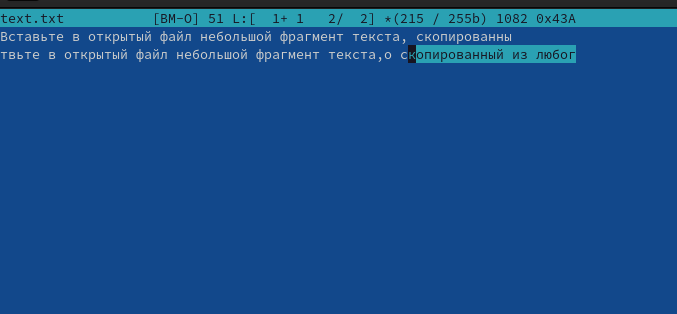 text.txt [BM-O] 51 L:[ 1+ 1 2/ 2] *(215 / 255b) 1082 0x43A
Вставьте в открытый файл небольшой фрагмент текста, скопированны
твьте в открытый файл небольшой фрагмент текста,о скопированный из любог